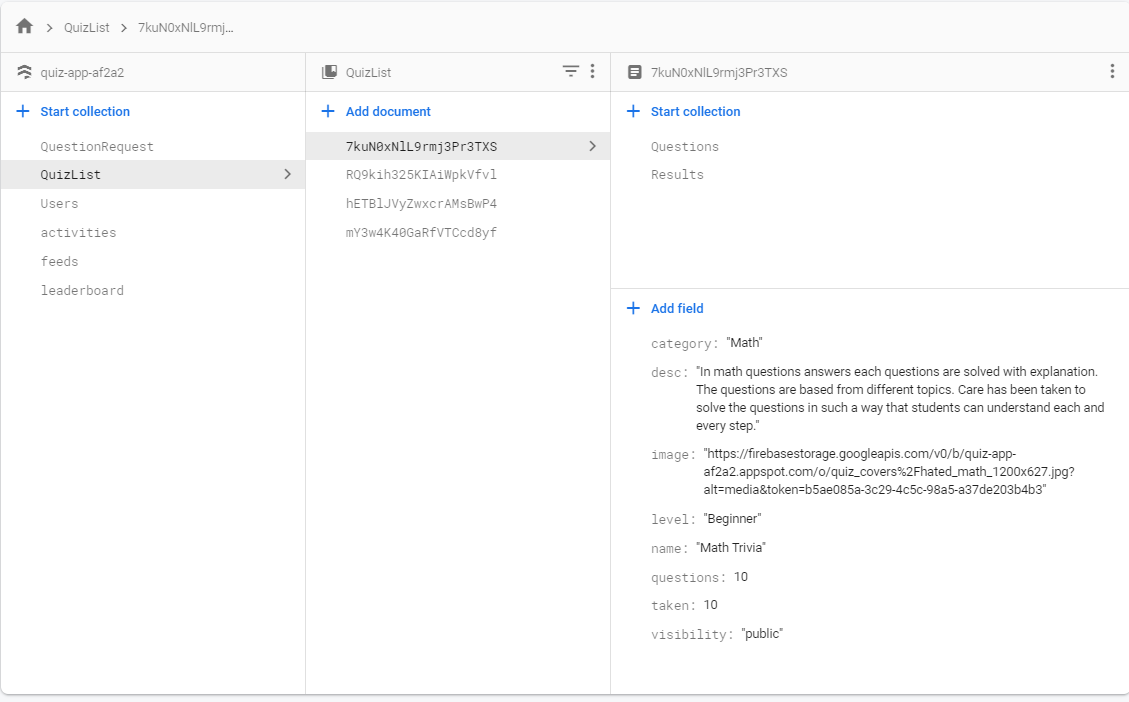 QuizList
7kuN0xNlL9rmj…
quiz-app-af2a2
QuizList
7kuN0xNlL9rmj3Pr3TXS
Start collection
Add document
Start collection
QuestionRequest
QuizList
Users
activities
feeds
leaderboard
7kuN0xNlL9rmj3Pr3TXS
RQ9kih325KIAiWpkVfvl
hETBlJVyZwxcrAMsBwP4
mY3w4K40GaRfVTCcd8yf
Questions
Results
Add field
category: "Math"
desc: "In math questions answers each questions are solved with explanation.
The questions are based from different topics. Care has been taken to
solve the questions in such a way that students can understand each and
every step."
image: "https://firebasestorage.googleapis.com/v0/b/quiz-app-
af2a2.appspot.com/o/quiz_covers%2Fhated_math_1200x627.jpg?
alt=media&token=b5ae085a-3c29-4c5c-98a5-a37de203b4b3"
level: "Beginner"
name: "Math Trivia"
questions: 10
taken: 10
visibility: "public"